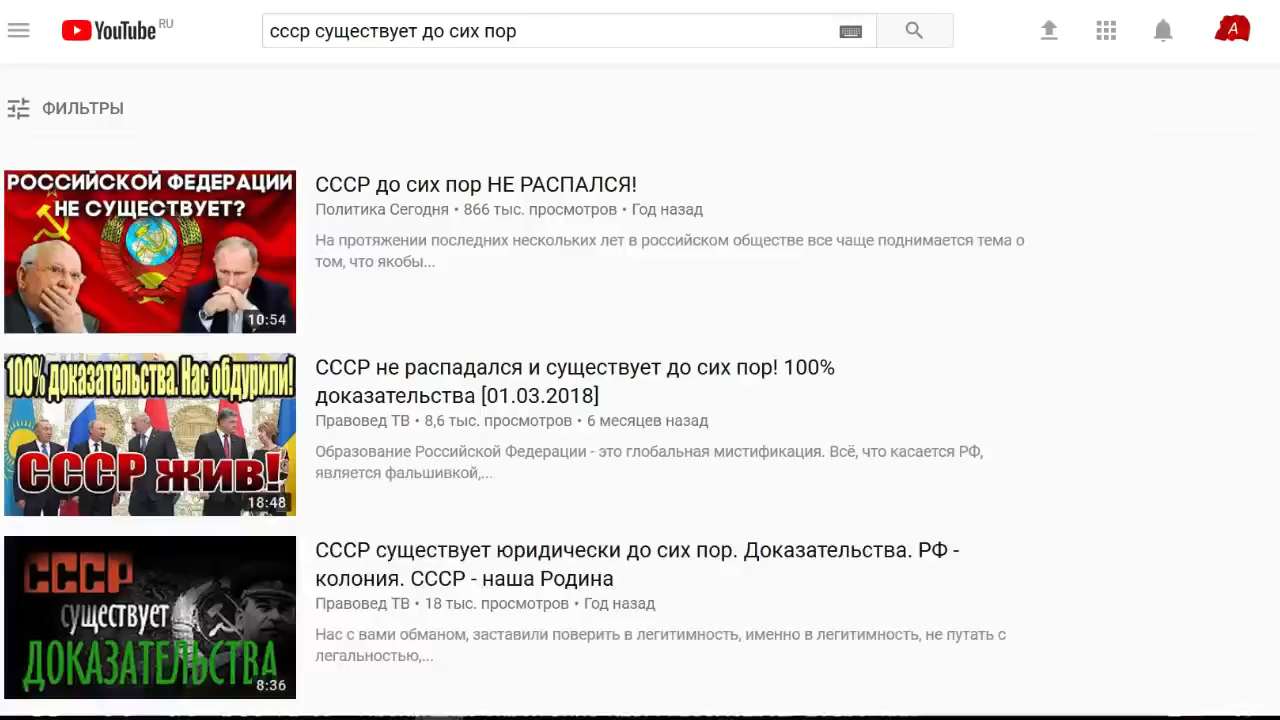 YouTube RU
ссср существует до сих пор
A
ФИЛЬТРЫ
РОССИЙСКОЙ ФЕДЕРАЦИИ
НЕ СУЩЕСТВУЕТ?
10:54
СССР до сих пор НЕ РАСПАЛСЯ!
Политика Сегодня • 866 тыс. просмотров • Год назад
На протяжении последних нескольких лет в российском обществе все чаще поднимается тема о
том, что якобы...
100% доказательства. Нас обдурили!
СССР жив!
18:48
СССР не распадался и существует до сих пор! 100%
доказательства [01.03.2018]
Правовед ТВ • 8,6 тыс. просмотров • 6 месяцев назад
Образование Российской Федерации - это глобальная мистификация. Всё, что касается РФ,
является фальшивкой,...
СССР
существует
ДОКАЗАТЕЛЬСТВА
8:36
СССР существует юридически до сих пор. Доказательства. РФ -
колония. СССР - наша Родина
Правовед ТВ • 18 тыс. просмотров • Год назад
Нас с вами обманом, заставили поверить в легитимность, именно в легитимность, не путать с
легальностью,...